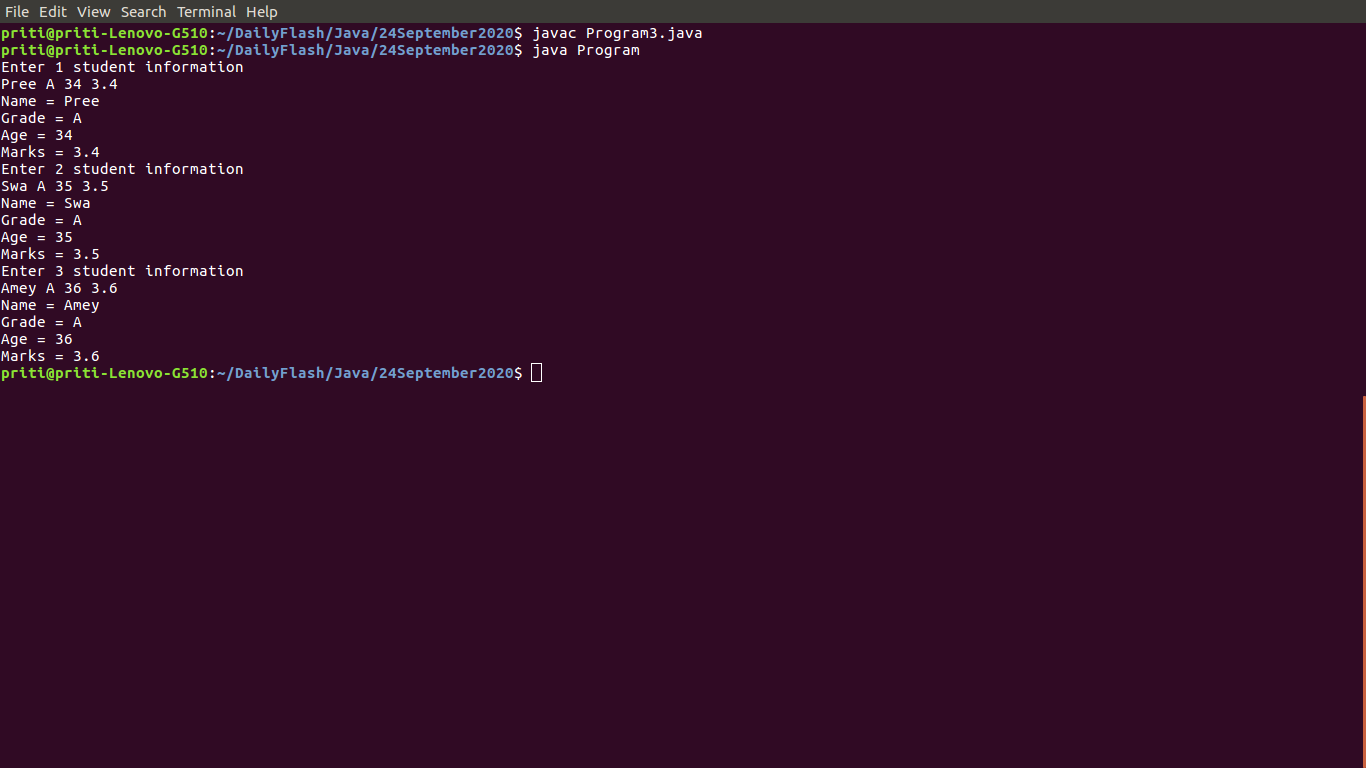 File Edit View Search Terminal Help
priti@priti-Lenovo-G510:~/DailyFlash/Java/24September2020$ javac Program3.java
priti@priti-Lenovo-G510:~/DailyFlash/Java/24September2020$ java Program
Enter 1 student information
Pree A 34 3.4
Name = Pree
Grade = A
Age = 34
Marks = 3.4
Enter 2 student information
Swa A 35 3.5
Name = Swa
Grade = A
Age = 35
Marks = 3.5
Enter 3 student information
Amey A 36 3.6
Name = Amey
Grade = A
Age = 36
Marks = 3.6
priti@priti-Lenovo-G510:~/DailyFlash/Java/24September2020$